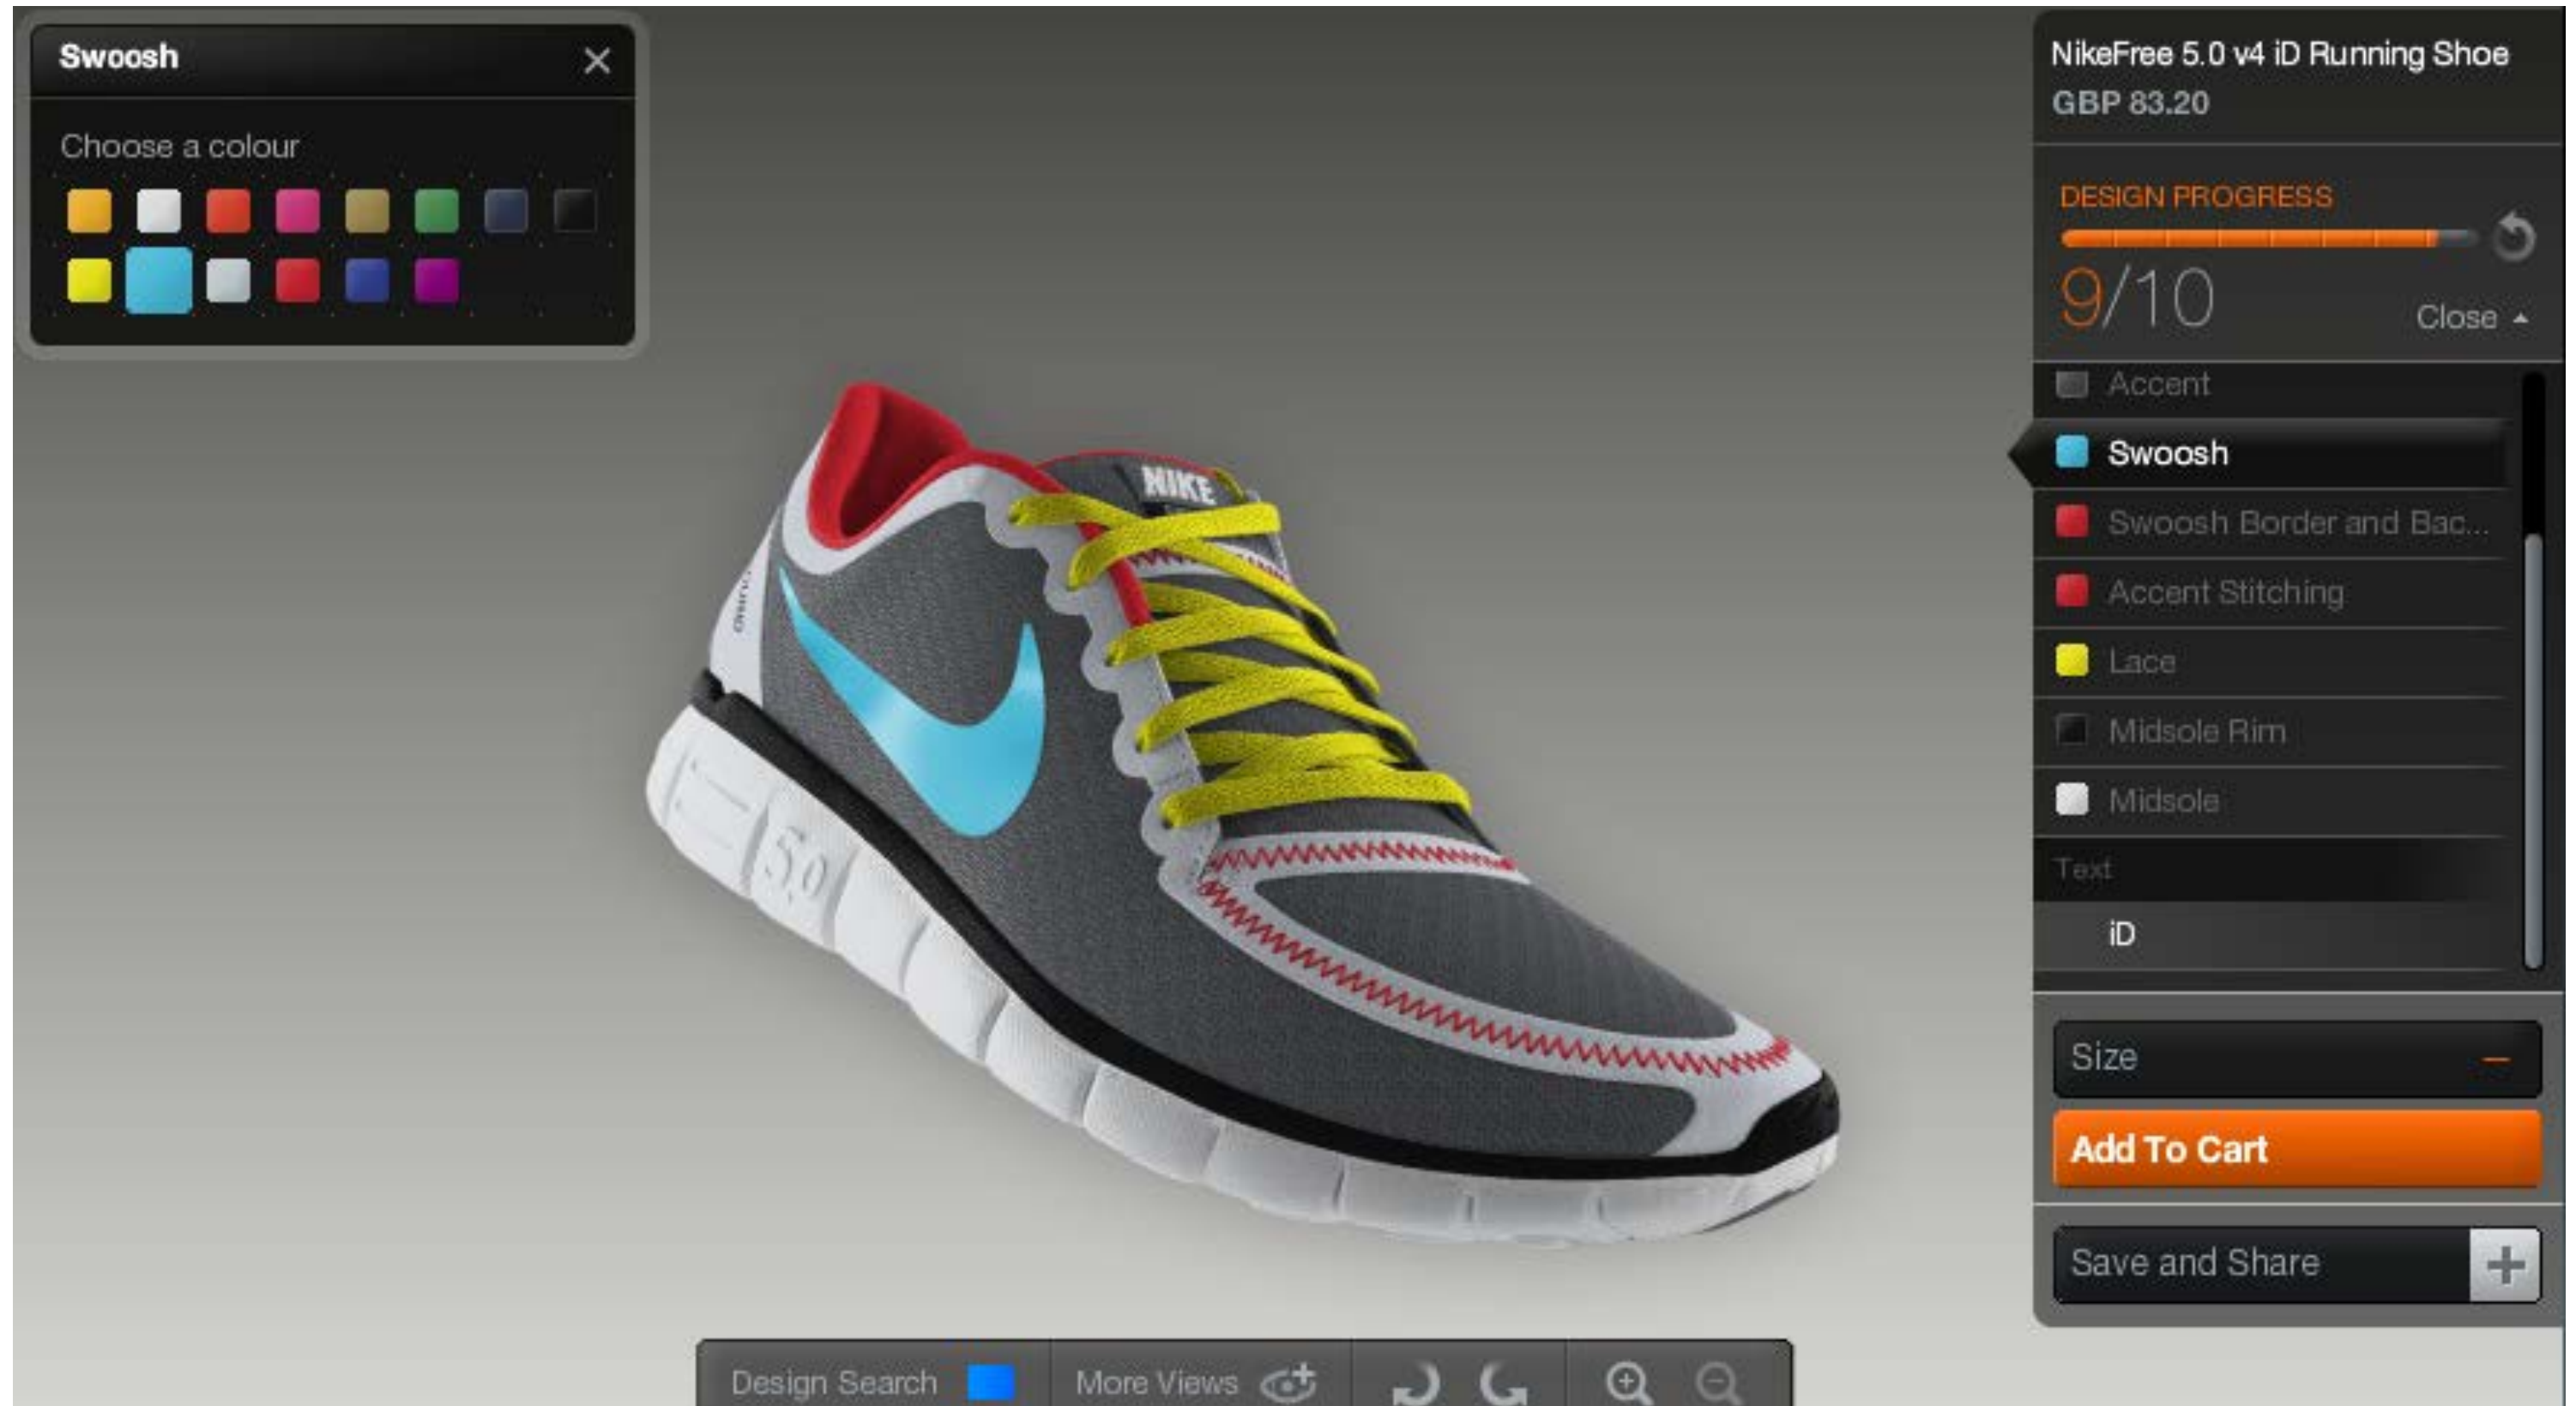 Swoosh
Choose a colour
NIKE
5.0
NikeFree 5.0 v4 iD Running Shoe
GBP 83.20
DESIGN PROGRESS
9/10
Close
Accent
Swoosh
Swoosh Border and Bac...
Accent Stitching
Lace
Midsole Rim
Midsole
Text
iD
Size
Add To Cart
Save and Share
Design Search
More Views